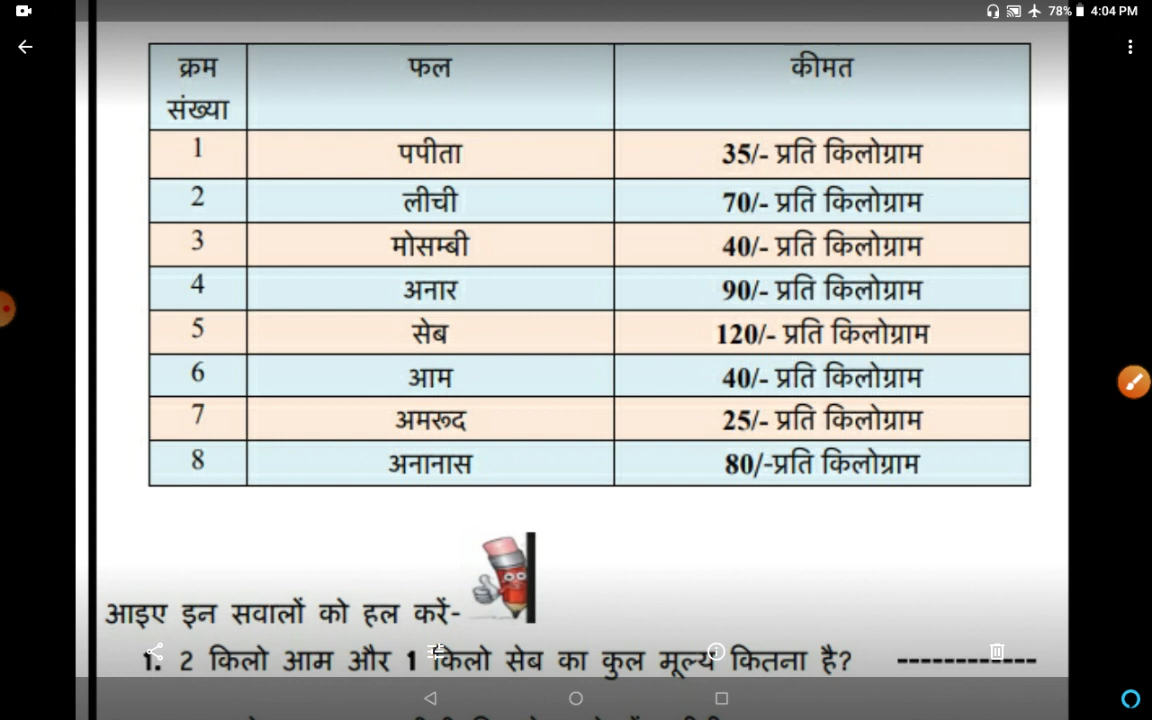 78% 4:04 PM
क्रम संख्या फल कीमत
1 पपीता 35/- प्रति किलोग्राम
2 लीची 70/- प्रति किलोग्राम
3 मोसम्बी 40/- प्रति किलोग्राम
4 अनार 90/- प्रति किलोग्राम
5 सेब 120/- प्रति किलोग्राम
6 आम 40/- प्रति किलोग्राम
7 अमरूद 25/- प्रति किलोग्राम
8 अनानास 80/-प्रति किलोग्राम
आइए इन सवालों को हल करें-
1. 2 किलो आम और 1 किलो सेब का कुल मूल्य कितना है? ------------